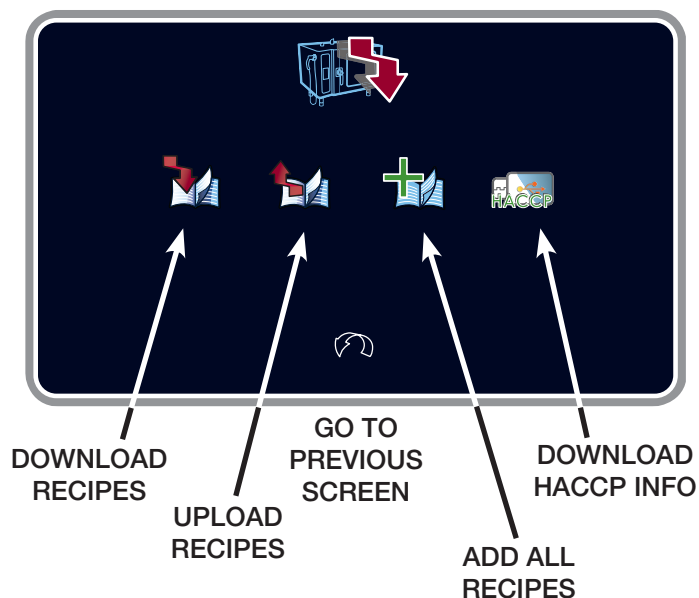 HACCP
DOWNLOAD
RECIPES
UPLOAD
RECIPES
GO TO
PREVIOUS
SCREEN
ADD ALL
RECIPES
DOWNLOAD
HACCP INFO